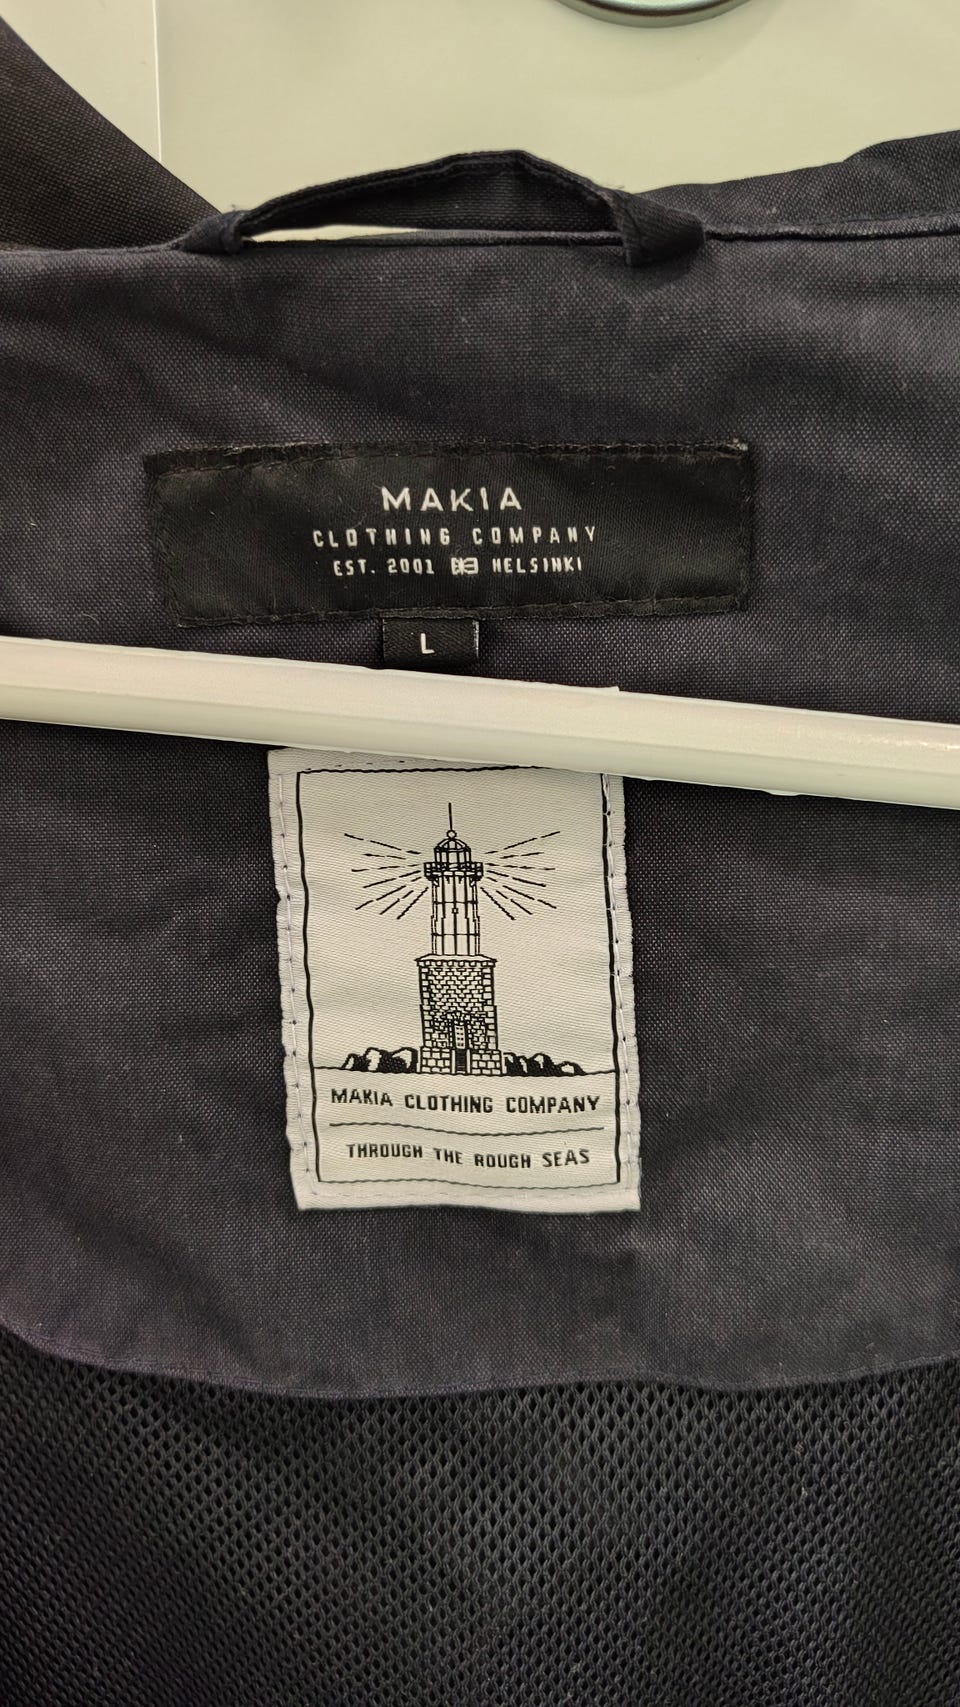 MAKIA
CLOTHING COMPANY
EST. 2001 HELSINKI
L
MAKIA CLOTHING COMPANY
THROUGH THE ROUGH SEAS